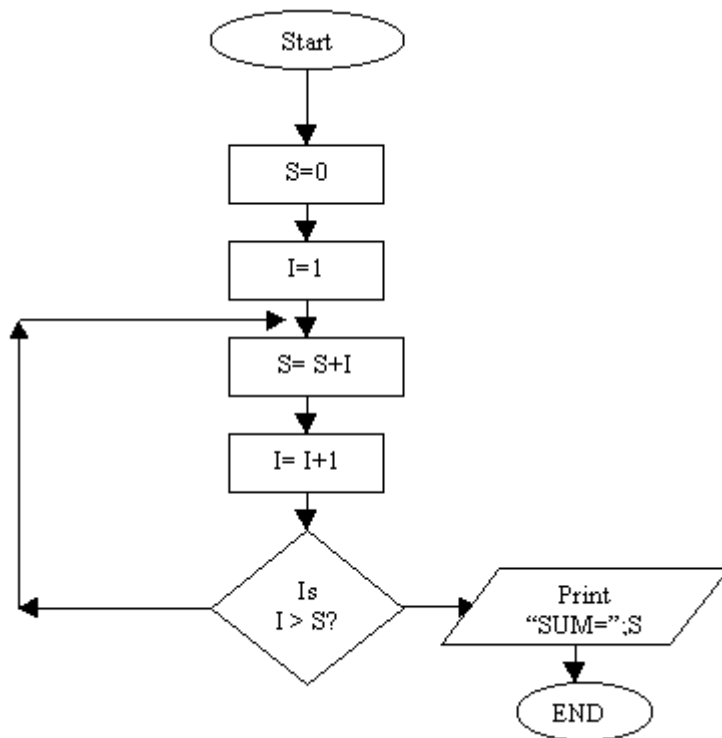 Start
S=0
I=1
S= S+I
I= I+1
Is
I > S?
Print
“SUM=”;S
END